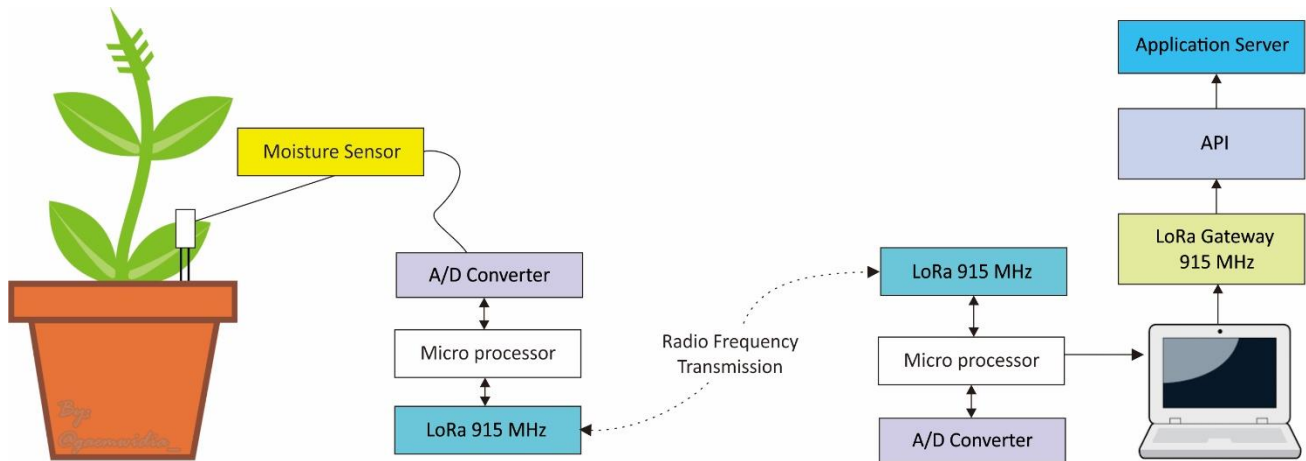 Moisture Sensor
A/D Converter
Micro processor
LoRa 915 MHz
Radio Frequency
Transmission
LoRa 915 MHz
Micro processor
A/D Converter
Application Server
API
LoRa Gateway
915 MHz
By: